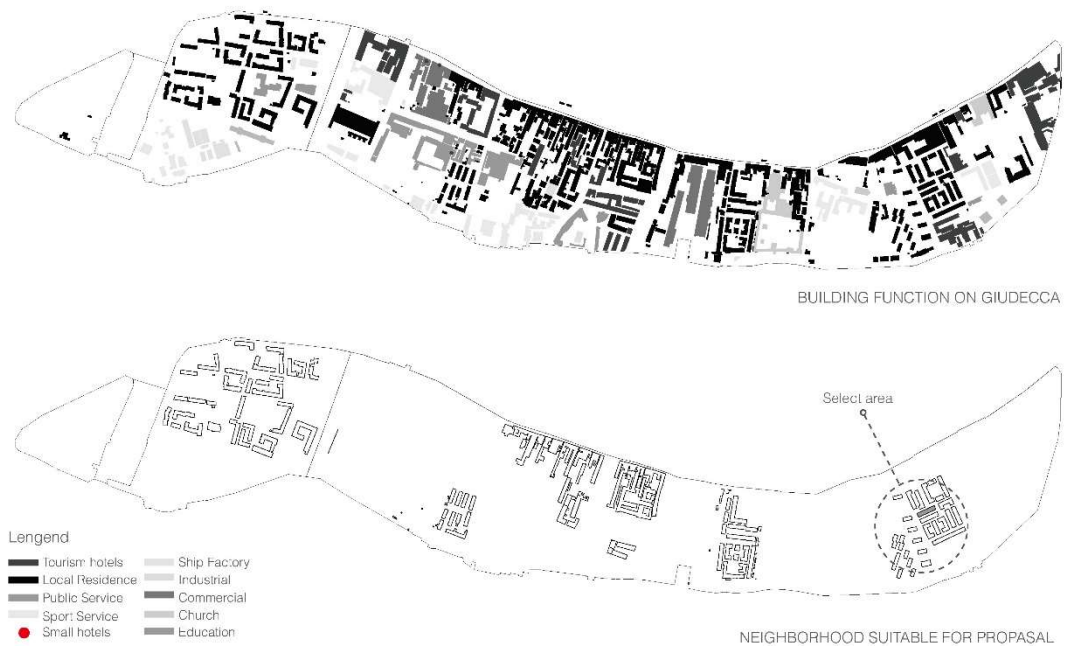 BUILDING FUNCTION ON GIUDECCA
Select area
Lengend
Tourism hotels
Local Residence
Public Service
Sport Service
Small hotels
Ship Factory
Industrial
Commercial
Church
Education
NEIGHBORHOOD SUITABLE FOR PROPASAL